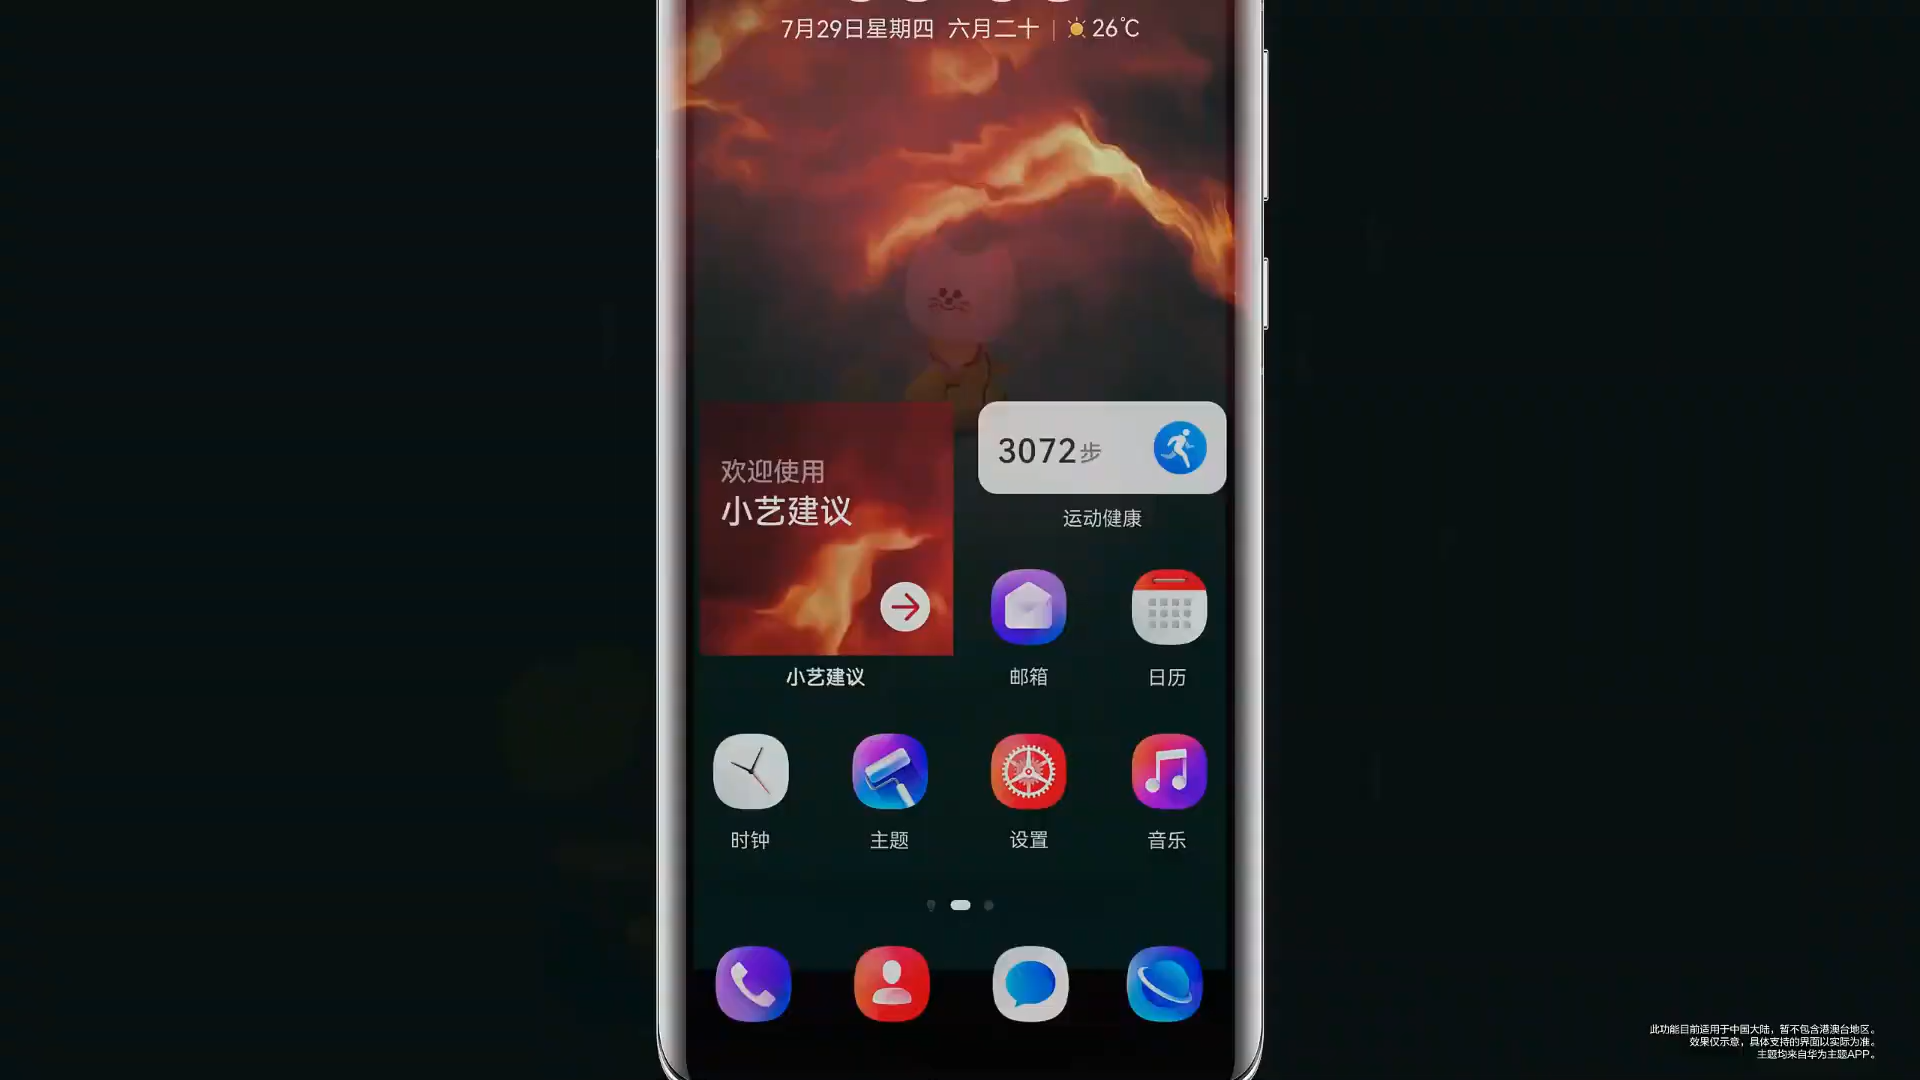 7月29日星期四 六月二十 26℃
欢迎使用
小艺建议
3072步
运动健康
小艺建议
邮箱
日历
时钟
主题
设置
音乐
此功能目前适用于中国大陆，暂不包含港澳台地区。
效果仅示意，具体支持的界面以实际为准。
主题均来自华为主题APP。